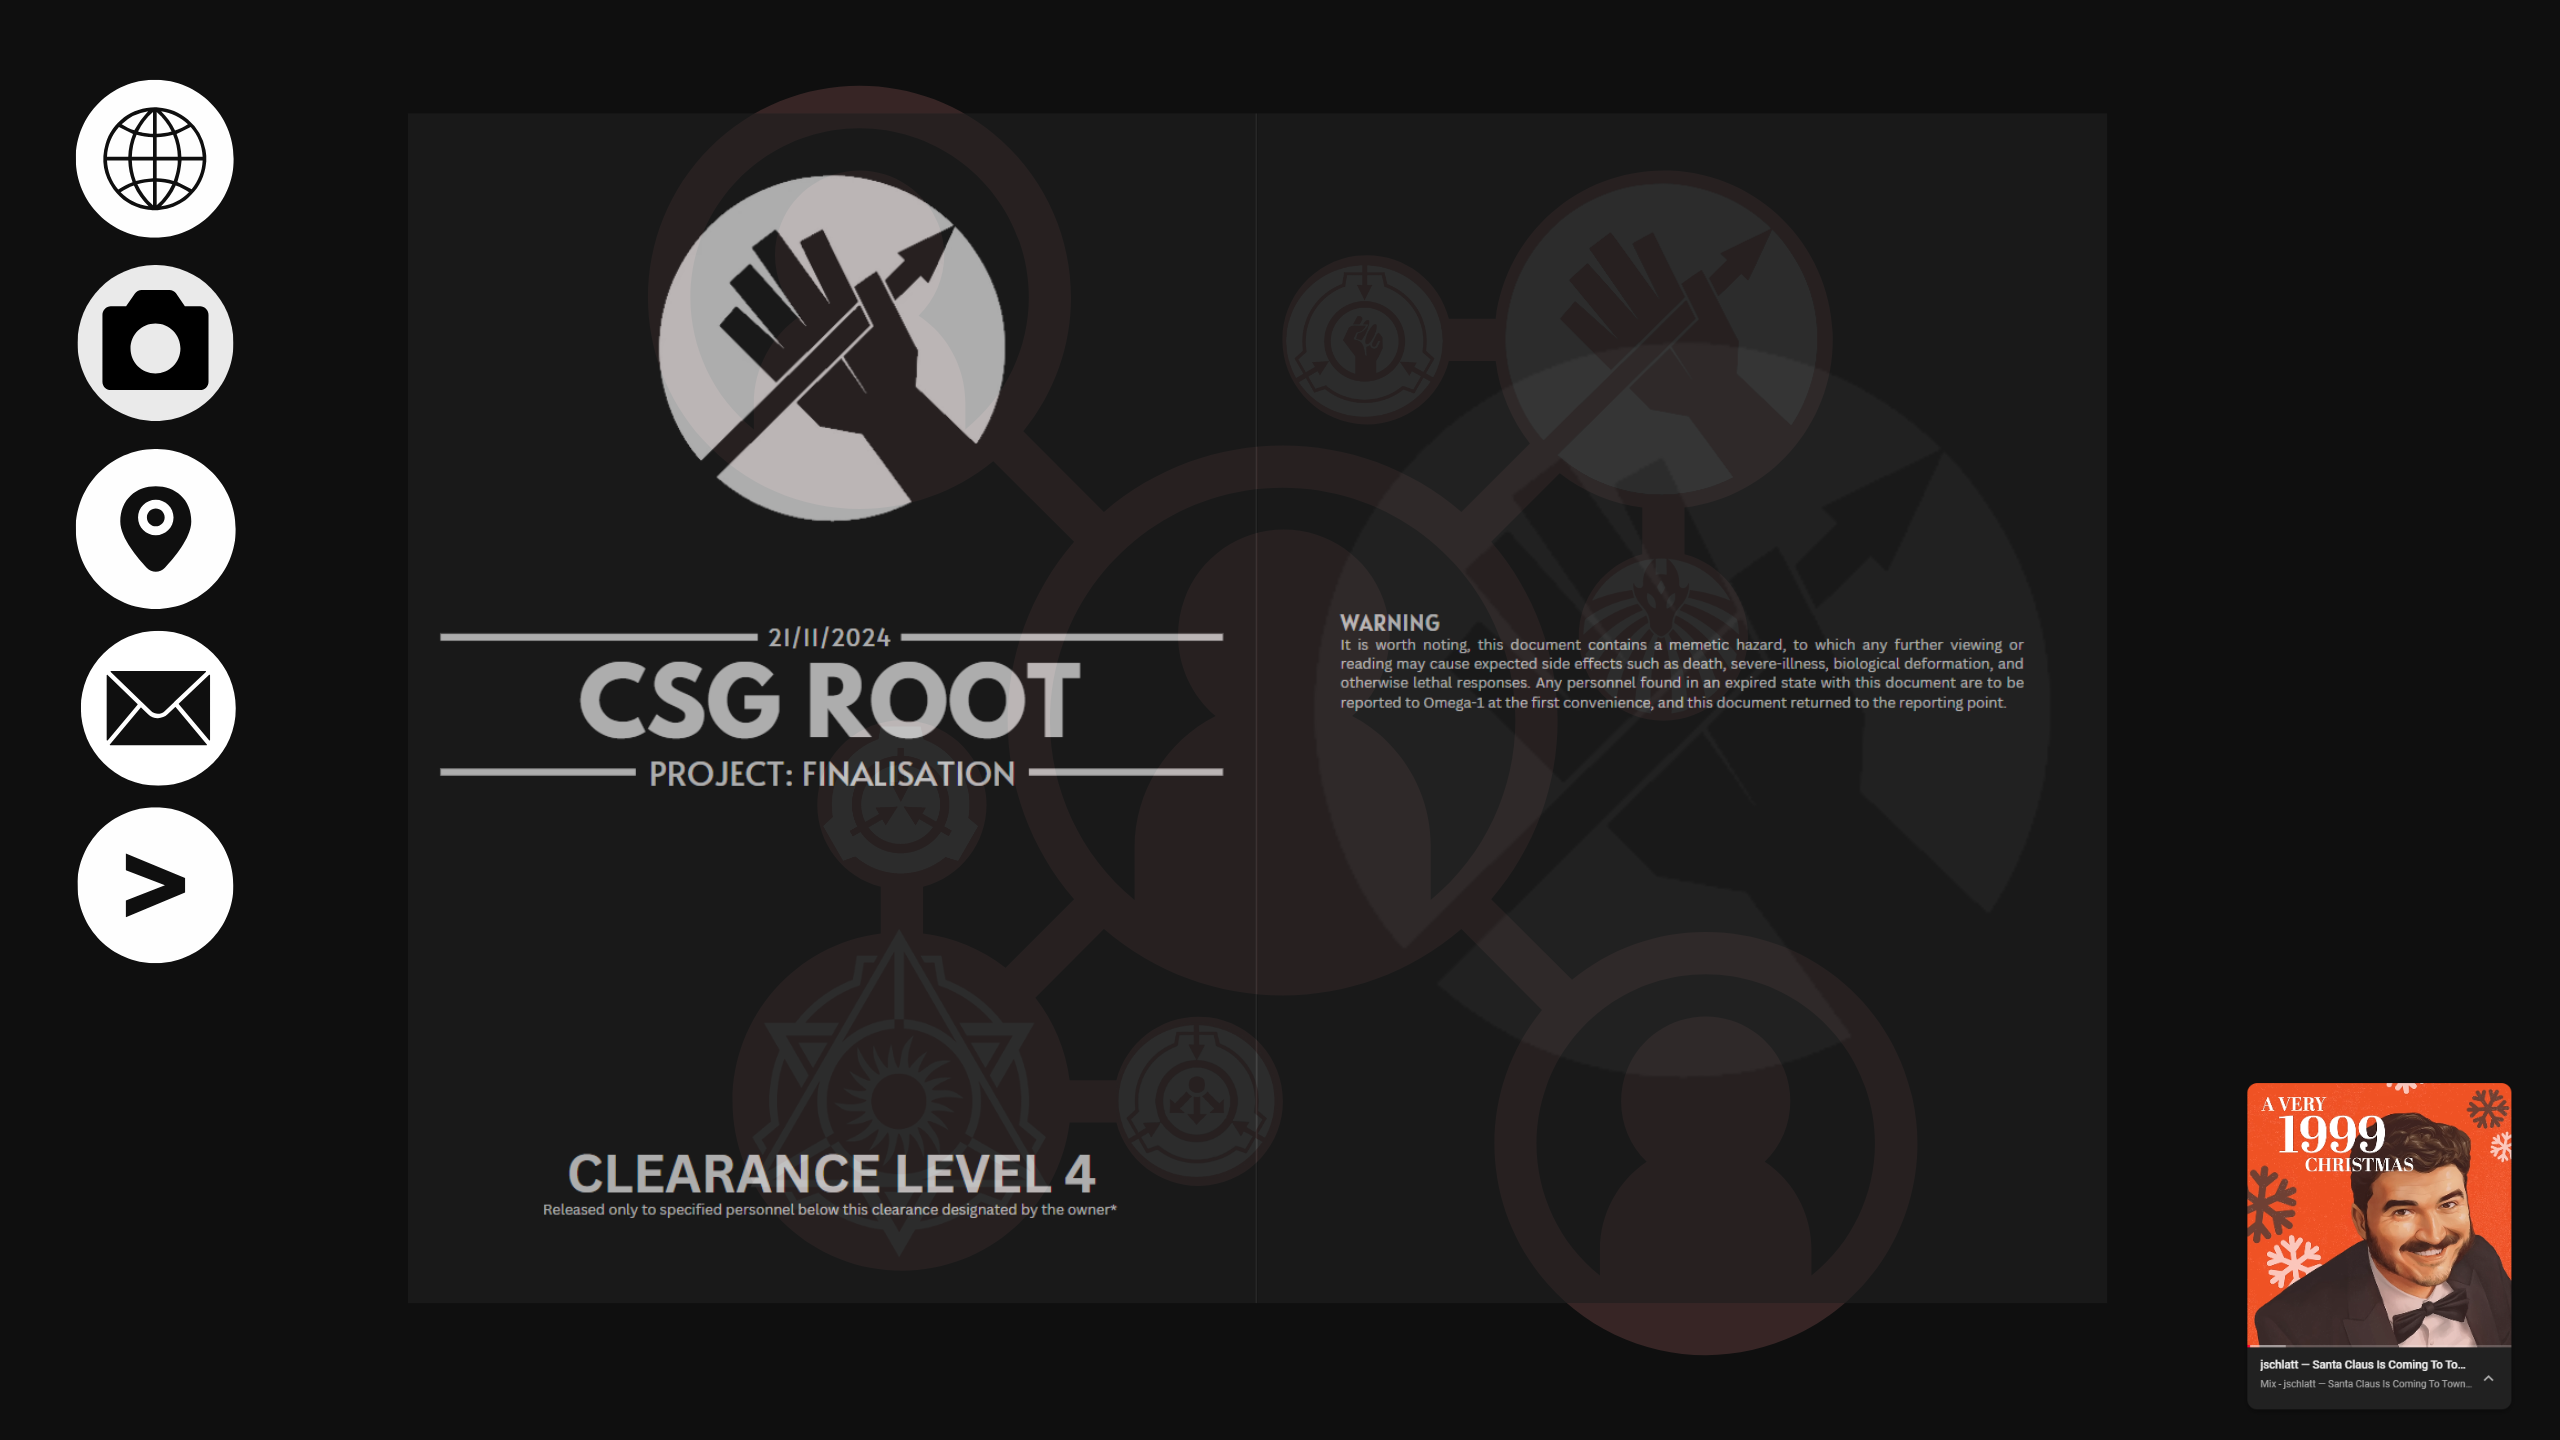 21/11/2024
CSG ROOT
PROJECT: FINALISATION
CLEARANCE LEVEL 4
Released only to specified personnel below this clearance designated by the owner*
WARNING
It is worth noting, this document contains a memetic hazard, to which any further viewing or
reading may cause expected side effects such as death, severe-illness, biological deformation, and
otherwise lethal responses. Any personnel found in an expired state with this document are to be
reported to Omega-1 at the first convenience, and this document returned to the reporting point.
A VERY
1999
CHRISTMAS
jschlatt — Santa Claus Is Coming To To...
Mix - jschlatt — Santa Claus Is Coming To Town...